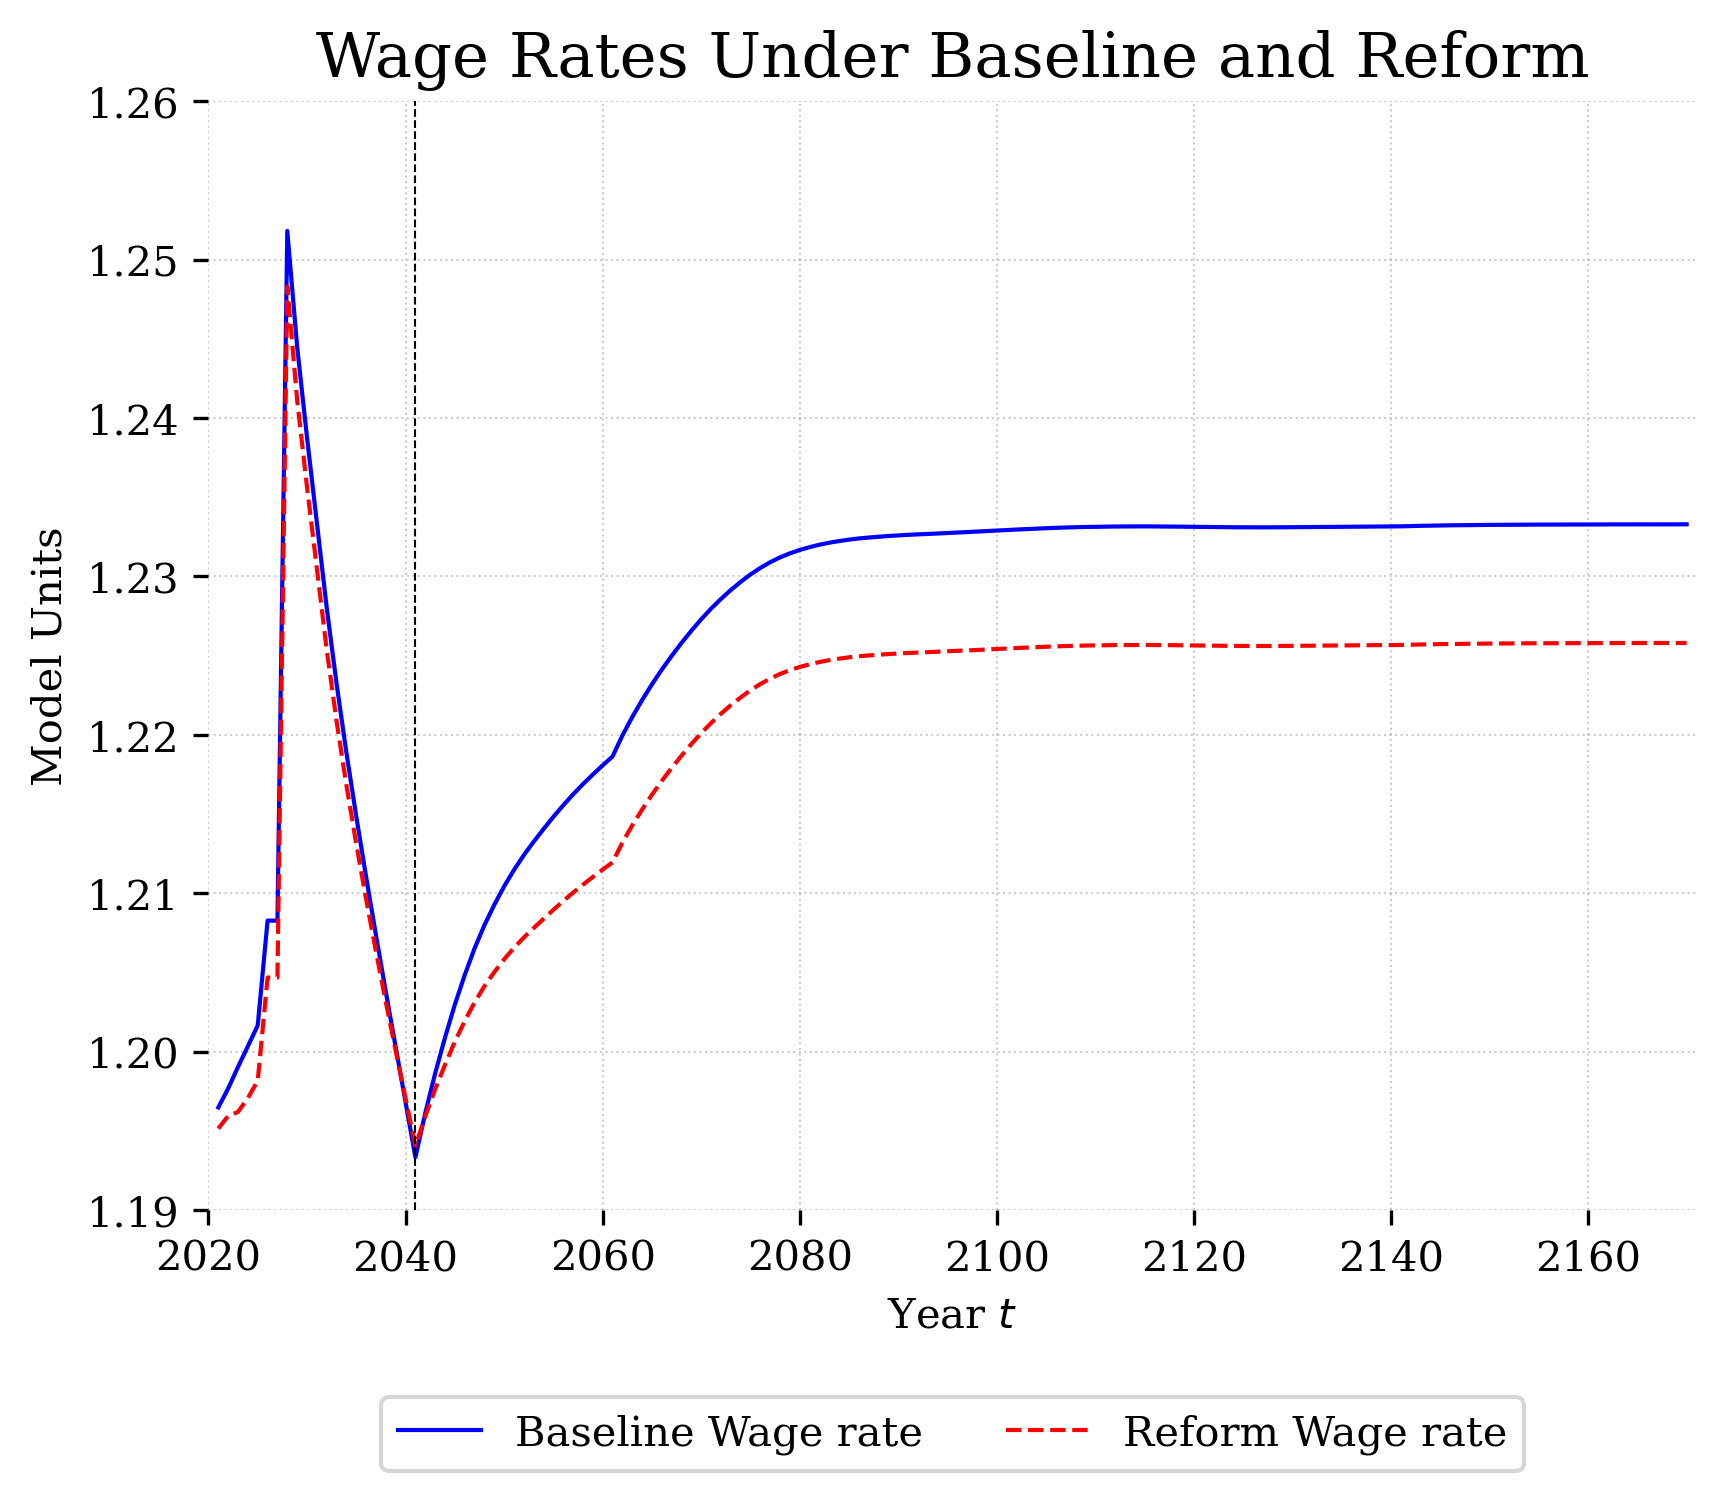 Wage Rates Under Baseline and Reform
1.26
1.25
1.24
1.23
1.22
1.21
1.20
1.19
Model Units
2020 2040 2060 2080 2100 2120 2140 2160
Year t
Baseline Wage rate Reform Wage rate